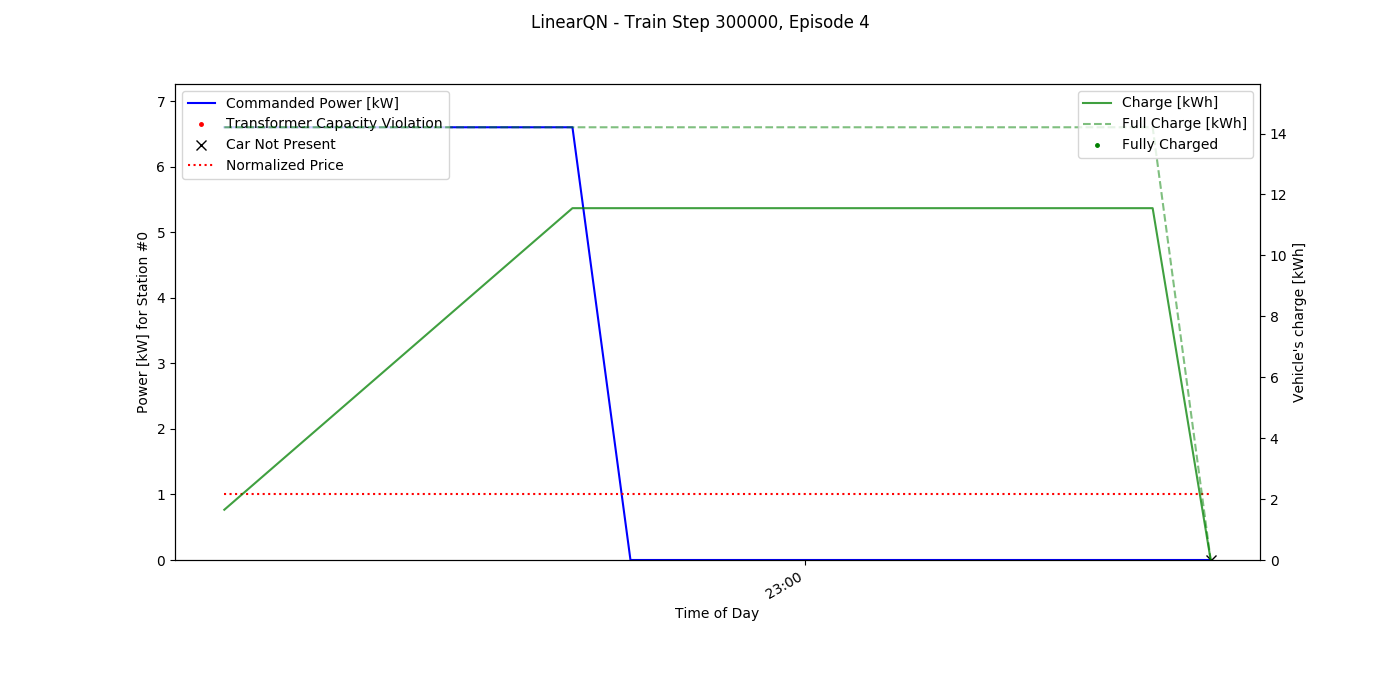 LinearQN - Train Step 300000, Episode 4
Commanded Power [kW]
Transformer Capacity Violation
Car Not Present
Normalized Price
Charge [kWh]
Full Charge [kWh]
Fully Charged
7
6
5
4
3
2
1
0
Power [kW] for Station #0
14
12
10
8
6
4
2
0
Vehicle's charge [kWh]
23:00
Time of Day